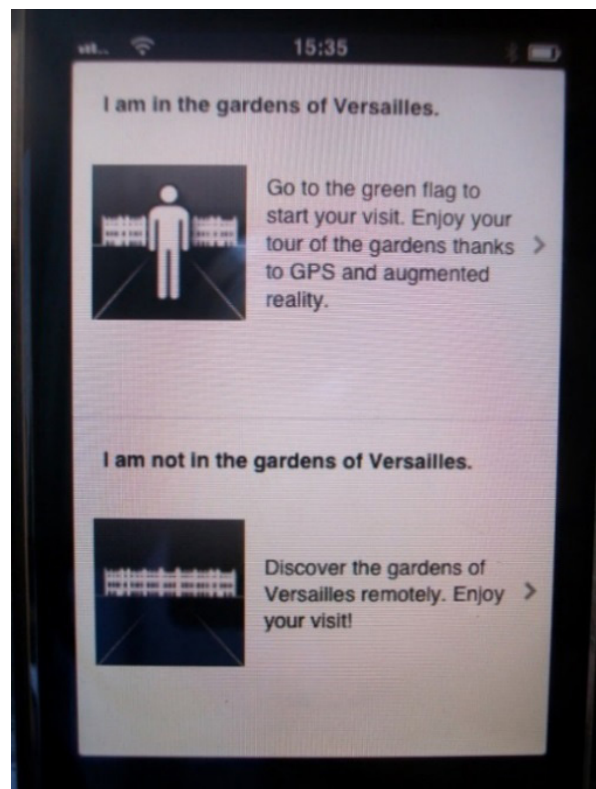 15:35
I am in the gardens of Versailles.
Go to the green flag to
start your visit. Enjoy your
tour of the gardens thanks
to GPS and augmented
reality.
I am not in the gardens of Versailles.
Discover the gardens of
Versailles remotely. Enjoy
your visit!